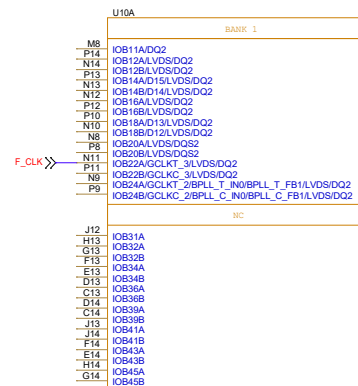 U10A
BANK 1
M8 IOB11A/DQ2
P14 IOB12A/LVDS/DQ2
N14 IOB12B/LVDS/DQ2
P13 IOB14A/D15/LVDS/DQ2
N13 IOB14B/D14/LVDS/DQ2
N12 IOB16A/LVDS/DQ2
P12 IOB16B/LVDS/DQ2
P10 IOB18A/D13/LVDS/DQ2
N10 IOB18B/D12/LVDS/DQ2
N8 IOB20A/LVDS/DQS2
P8 IOB20B/LVDS/DQS2
F_CLK N11 IOB22A/GCLKT_3/LVDS/DQ2
P11 IOB22B/GCLKC_3/LVDS/DQ2
N9 IOB24A/GCLKT_2/BPLL_T_IN0/BPLL_T_FB1/LVDS/DQ2
P9 IOB24B/GCLKC_2/BPLL_C_IN0/BPLL_C_FB1/LVDS/DQ2
NC
J12 IOB31A
H13 IOB32A
G13 IOB32B
F13 IOB34A
E13 IOB34B
D13 IOB36A
C13 IOB36B
D14 IOB39A
C14 IOB39B
J13 IOB41A
J14 IOB41B
F14 IOB43A
E14 IOB43B
H14 IOB45A
G14 IOB45B